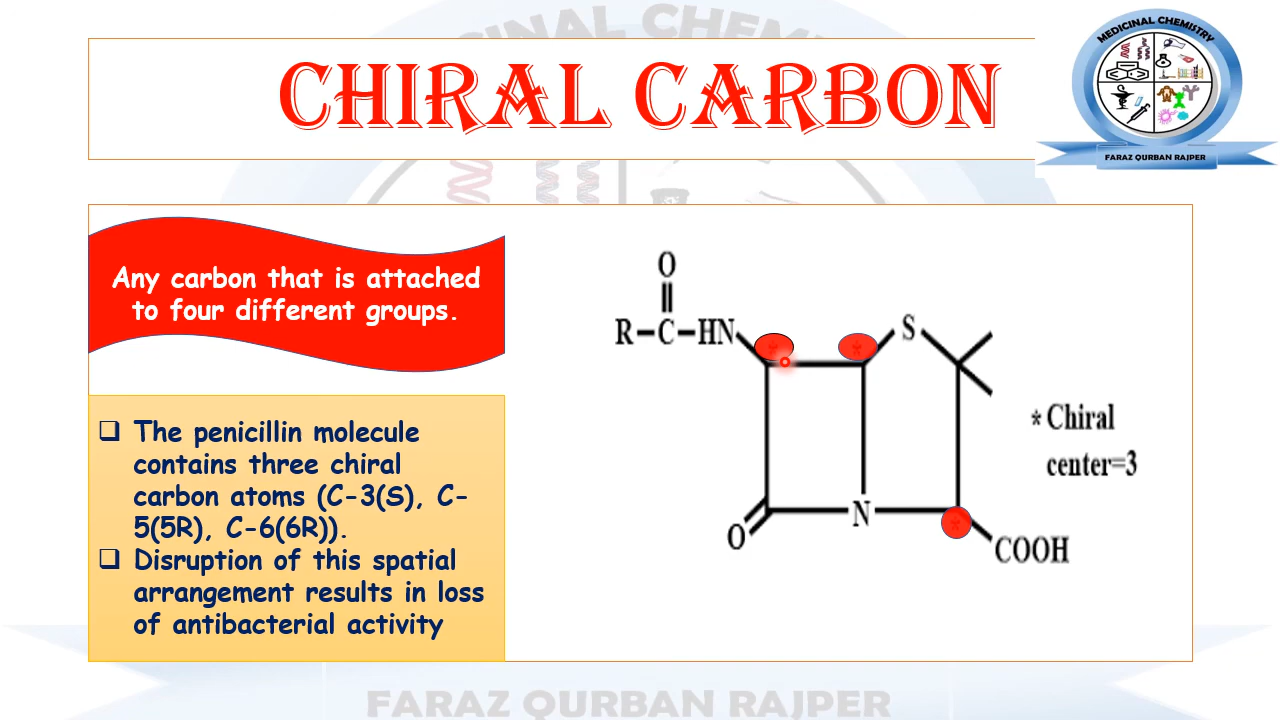 CHIRAL CARBON
MEDICINAL CHEMISTRY
FARAZ QURBAN RAJPER
Any carbon that is attached
to four different groups.
❑ The penicillin molecule
contains three chiral
carbon atoms (C-3(S), C-
5(5R), C-6(6R)).
❑ Disruption of this spatial
arrangement results in loss
of antibacterial activity
O
R-C-HN
* *
S
* Chiral
center=3
O
N
*
COOH
FARAZ QURBAN RAJPER